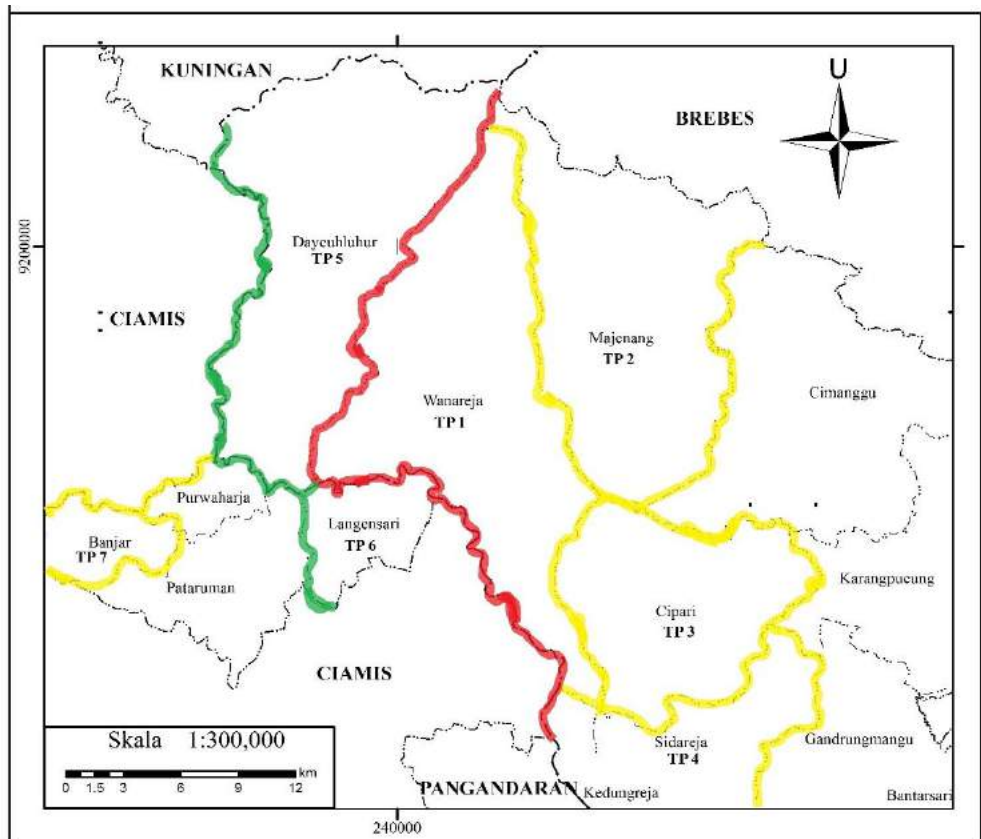 KUNINGAN
U
BREBES
9200000
Dayeuhluhur
TP 5
CIAMIS
Majenang
TP 2
Cimanggu
Wanareja
TP 1
Purwaharja
Langensari
TP 6
Banjar
TP 7
Pataruman
Karangpucung
Cipari
TP 3
CIAMIS
Skala 1:300,000
km
0 1.5 3 6 9 12
Sidareja
TP 4
Gandrungmangu
PANGANDARAN
Kedungreja
Bantarsari
240000